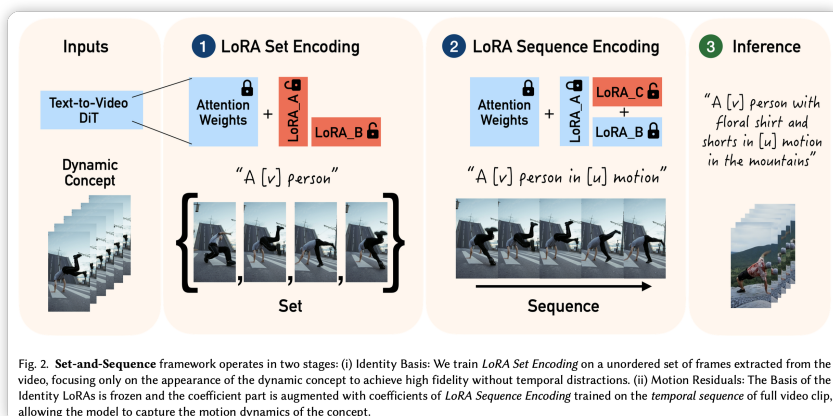 Inputs
1 LoRA Set Encoding
2 LoRA Sequence Encoding
3 Inference
Text-to-Video
DiT
Attention
Weights
+
LoRA_A
LoRA_B
Attention
Weights
+
LoRA_A
LoRA_C
+
LoRA_B
"A [v] person with
floral shirt and
shorts in [u] motion
in the mountains"
Dynamic
Concept
"A [v] person"
{ , , , }
Set
"A [v] person in [u] motion"
Sequence
Fig. 2. Set-and-Sequence framework operates in two stages: (i) Identity Basis: We train LoRA Set Encoding on a unordered set of frames extracted from the
video, focusing only on the appearance of the dynamic concept to achieve high fidelity without temporal distractions. (ii) Motion Residuals: The Basis of the
Identity LoRAs is frozen and the coefficient part is augmented with coefficients of LoRA Sequence Encoding trained on the temporal sequence of full video clip,
allowing the model to capture the motion dynamics of the concept.